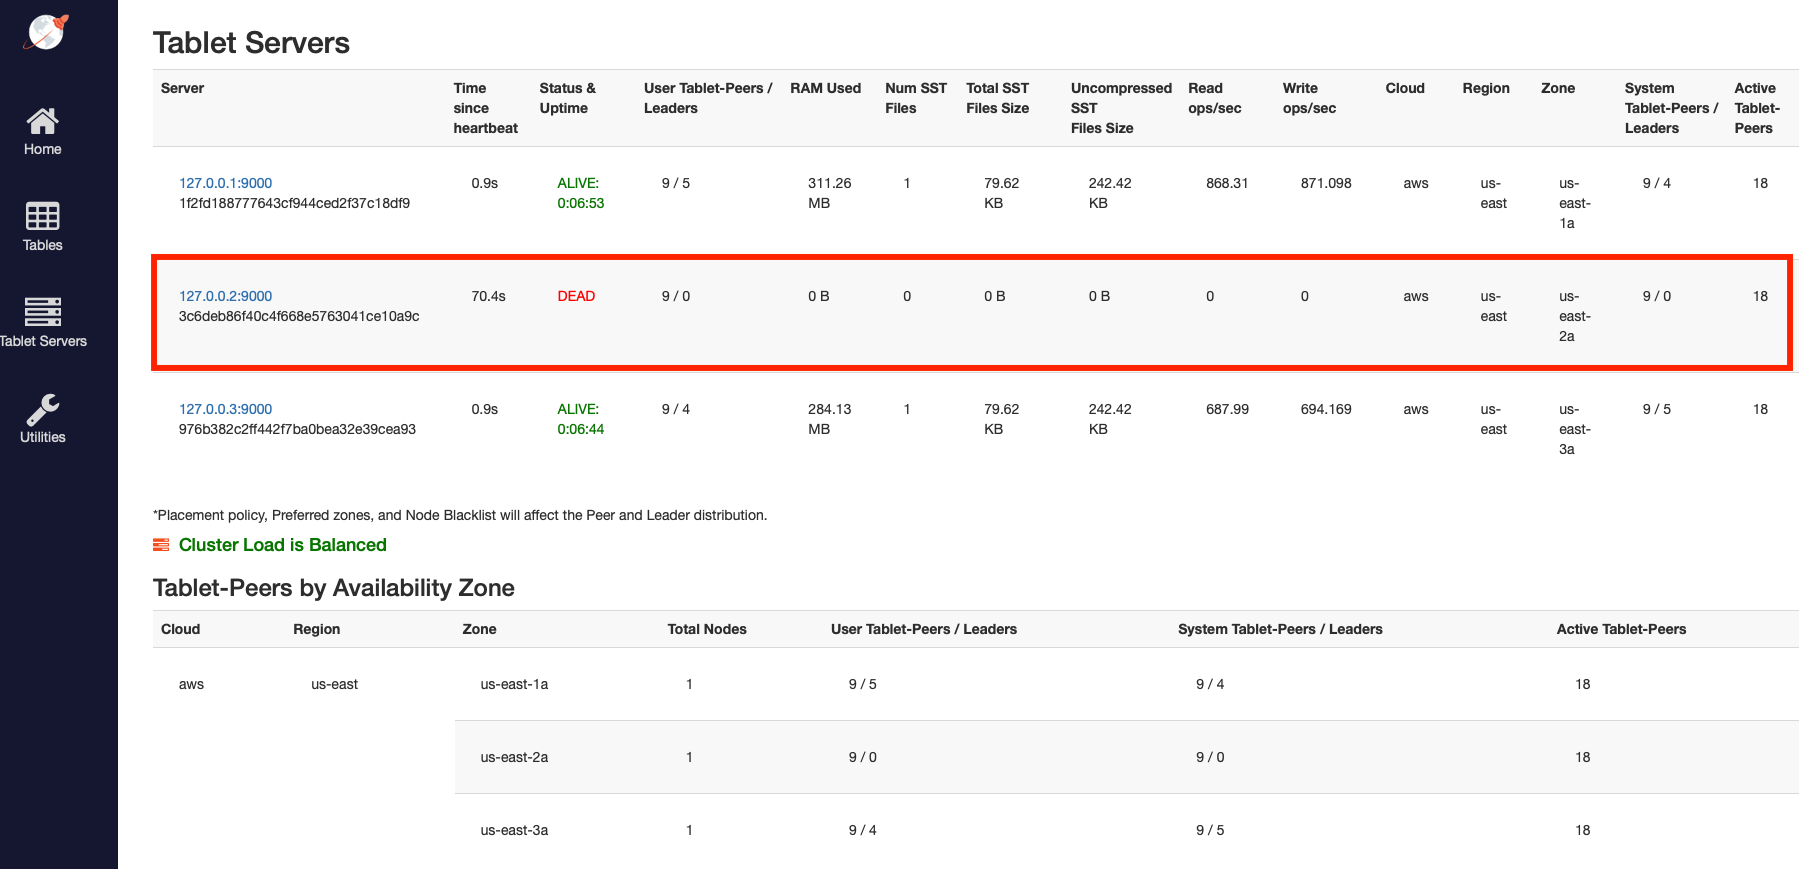 Home
Tables
Tablet Servers
Utilities
Tablet Servers
Server Time since heartbeat Status & Uptime User Tablet-Peers / Leaders RAM Used Num SST Files Total SST Files Size Uncompressed SST Files Size Read ops/sec Write ops/sec Cloud Region Zone System Tablet-Peers / Leaders Active Tablet-Peers
127.0.0.1:9000 0.9s ALIVE: 9 / 5 311.26 1 79.62 242.42 868.31 871.098 aws us- us- 9 / 4 18
1f2fd188777643cf944ced2f37c18df9 0:06:53 MB KB KB east east-
1a
127.0.0.2:9000 70.4s DEAD 9 / 0 0 B 0 0 B 0 B 0 0 aws us- us- 9 / 0 18
3c6deb86f40c4f668e5763041ce10a9c east east-
2a
127.0.0.3:9000 0.9s ALIVE: 9 / 4 284.13 1 79.62 242.42 687.99 694.169 aws us- us- 9 / 5 18
976b382c2ff442f7ba0bea32e39cea93 0:06:44 MB KB KB east east-
3a
*Placement policy, Preferred zones, and Node Blacklist will affect the Peer and Leader distribution.
Cluster Load is Balanced
Tablet-Peers by Availability Zone
Cloud Region Zone Total Nodes User Tablet-Peers / Leaders System Tablet-Peers / Leaders Active Tablet-Peers
aws us-east us-east-1a 1 9 / 5 9 / 4 18
us-east-2a 1 9 / 0 9 / 0 18
us-east-3a 1 9 / 4 9 / 5 18